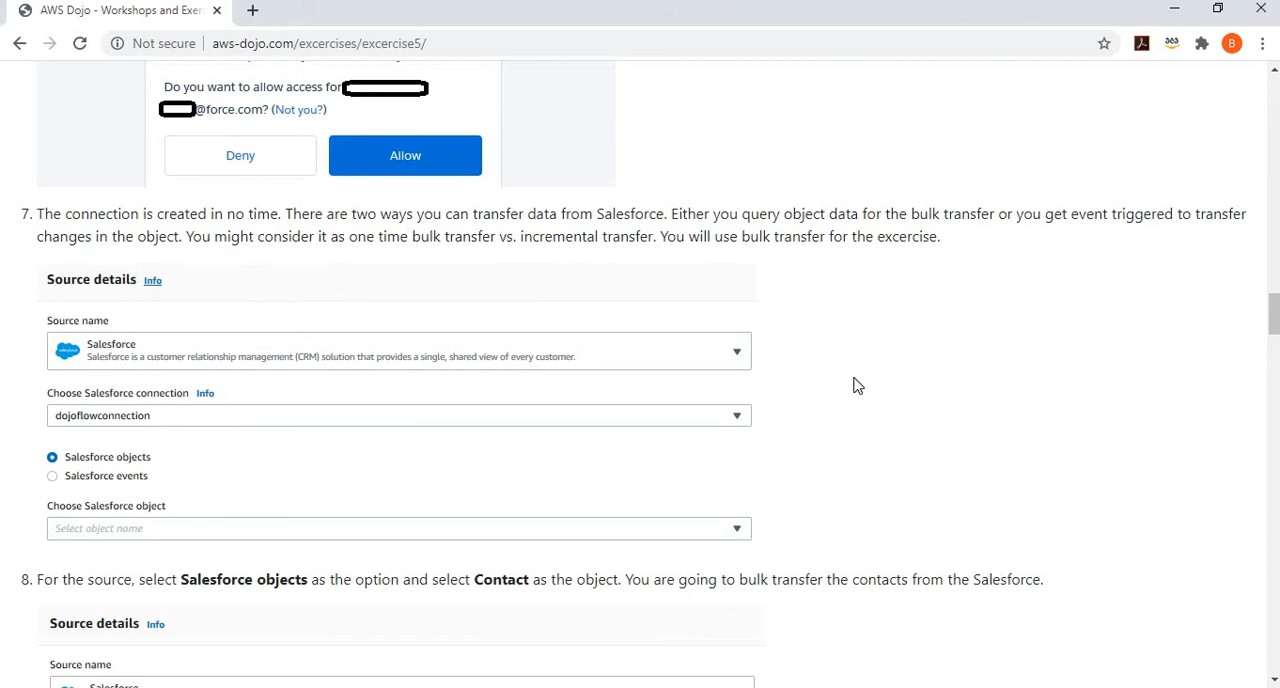 AWS Dojo - Workshops and Exer
Not secure aws-dojo.com/excercises/excercise5/
B
Do you want to allow access for
@force.com? (Not you?)
Deny Allow
7. The connection is created in no time. There are two ways you can transfer data from Salesforce. Either you query object data for the bulk transfer or you get event triggered to transfer
changes in the object. You might consider it as one time bulk transfer vs. incremental transfer. You will use bulk transfer for the excercise.
Source details Info
Source name
Salesforce
Salesforce is a customer relationship management (CRM) solution that provides a single, shared view of every customer.
Choose Salesforce connection Info
dojoflowconnection
Salesforce objects
Salesforce events
Choose Salesforce object
Select object name
8. For the source, select Salesforce objects as the option and select Contact as the object. You are going to bulk transfer the contacts from the Salesforce.
Source details Info
Source name
Salesforce